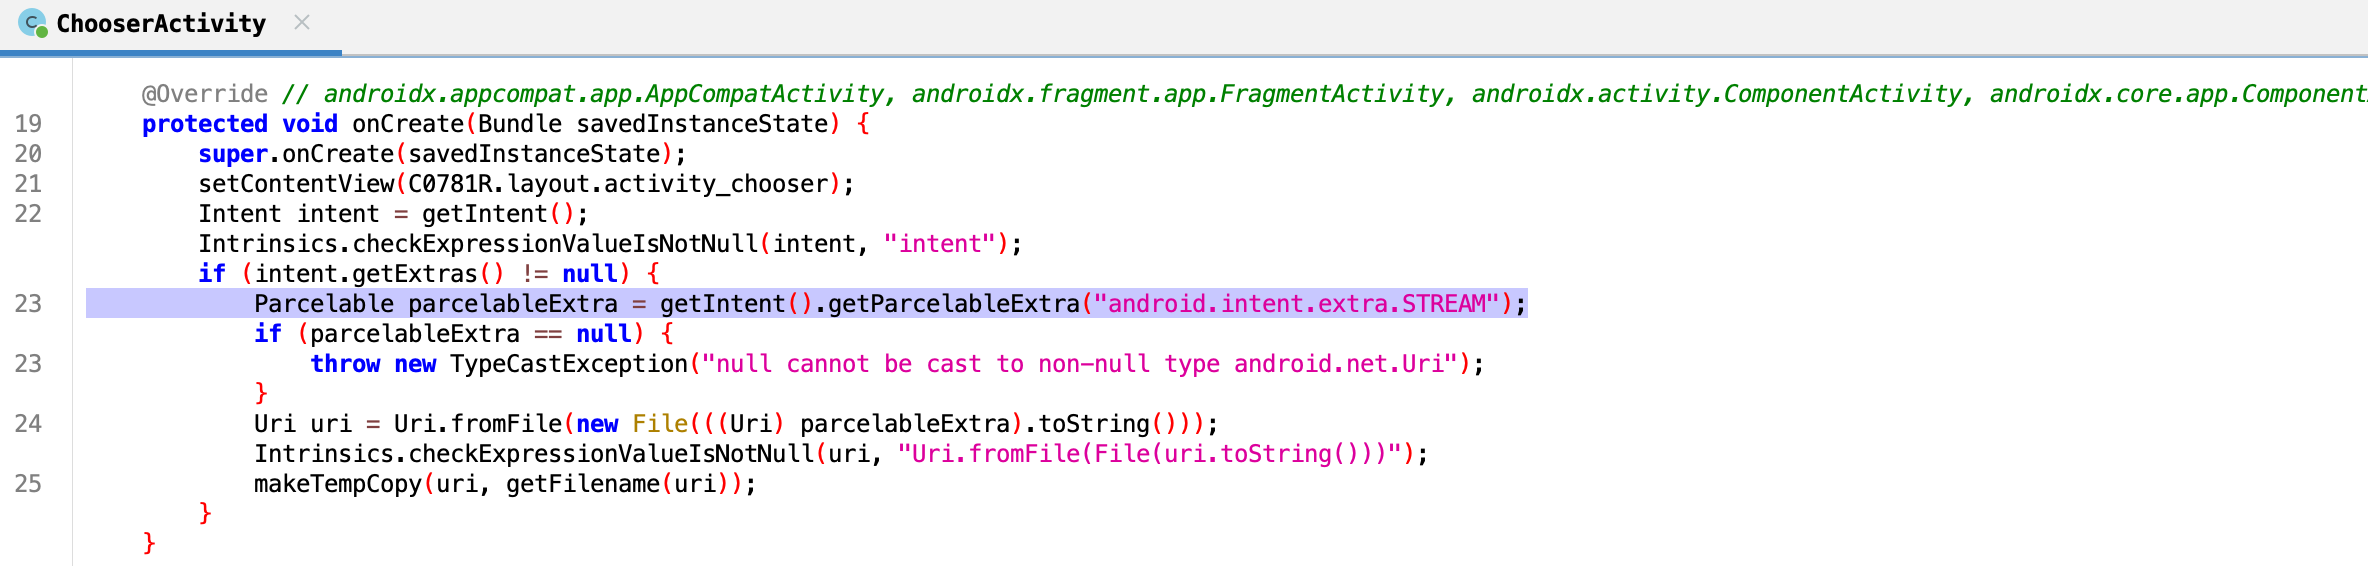 C ChooserActivity ×
@Override // androidx.appcompat.app.AppCompatActivity, androidx.fragment.app.FragmentActivity, androidx.activity.ComponentActivity, androidx.core.app.Component
19 protected void onCreate(Bundle savedInstanceState) {
20 super.onCreate(savedInstanceState);
21 setContentView(C0781R.layout.activity_chooser);
22 Intent intent = getIntent();
Intrinsics.checkExpressionValueIsNotNull(intent, "intent");
if (intent.getExtras() != null) {
23 Parcelable parcelableExtra = getIntent().getParcelableExtra("android.intent.extra.STREAM");
if (parcelableExtra == null) {
23 throw new TypeCastException("null cannot be cast to non-null type android.net.Uri");
}
24 Uri uri = Uri.fromFile(new File(((Uri) parcelableExtra).toString()));
Intrinsics.checkExpressionValueIsNotNull(uri, "Uri.fromFile(File(uri.toString()))");
25 makeTempCopy(uri, getFilename(uri));
}
}